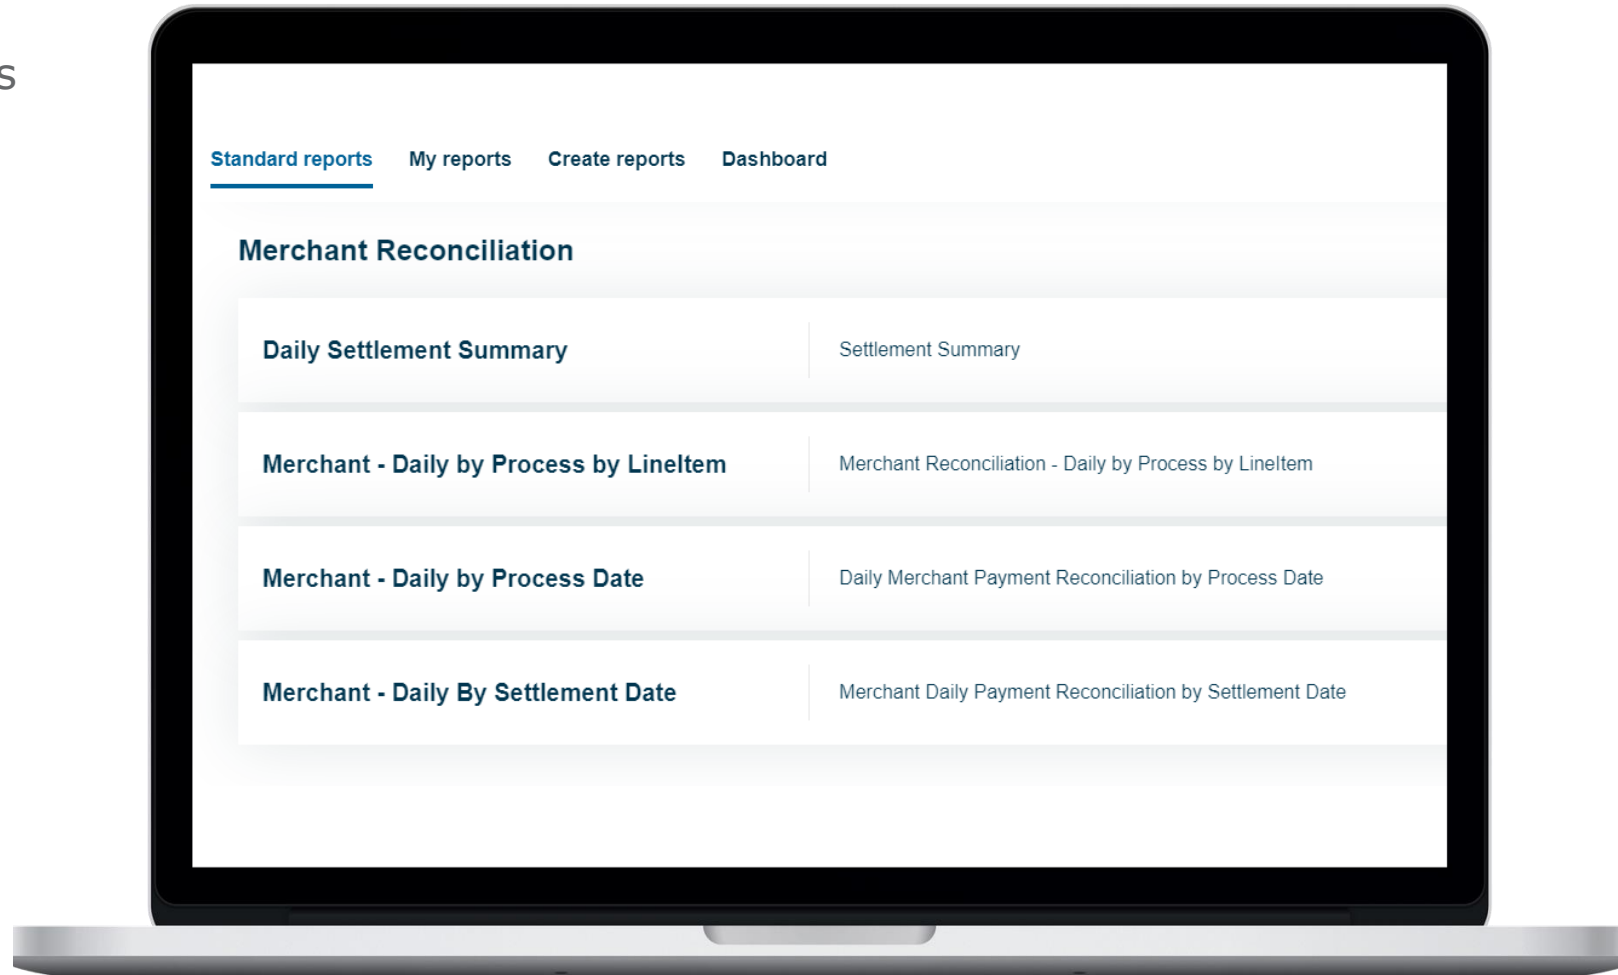 s
Standard reports My reports Create reports Dashboard
Merchant Reconciliation
Daily Settlement Summary Settlement Summary
Merchant - Daily by Process by LineItem Merchant Reconciliation - Daily by Process by LineItem
Merchant - Daily by Process Date Daily Merchant Payment Reconciliation by Process Date
Merchant - Daily By Settlement Date Merchant Daily Payment Reconciliation by Settlement Date